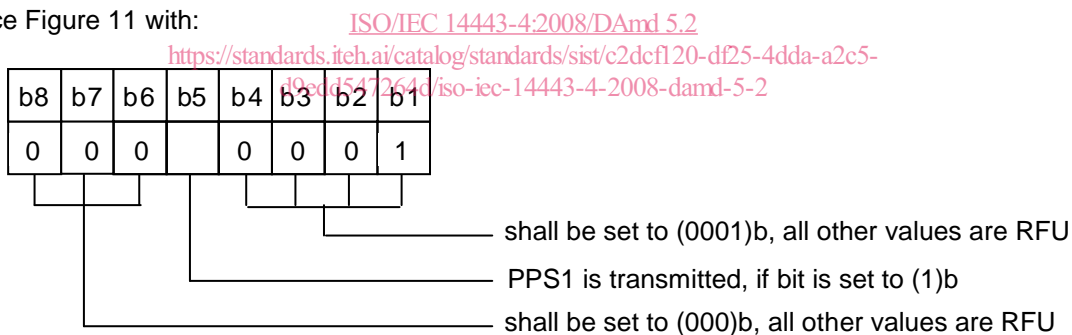 ce Figure 11 with:
ISO/IEC 14443-4:2008/DAmd 5.2
https://standards.iteh.ai/catalog/standards/sist/c2dcf120-df25-4dda-a2c5-
d9edd547264d/iso-iec-14443-4-2008-damd-5-2
b8 b7 b6 b5 b4 b3 b2 b1
0 0 0 0 0 0 1
shall be set to (0001)b, all other values are RFU
PPS1 is transmitted, if bit is set to (1)b
shall be set to (000)b, all other values are RFU